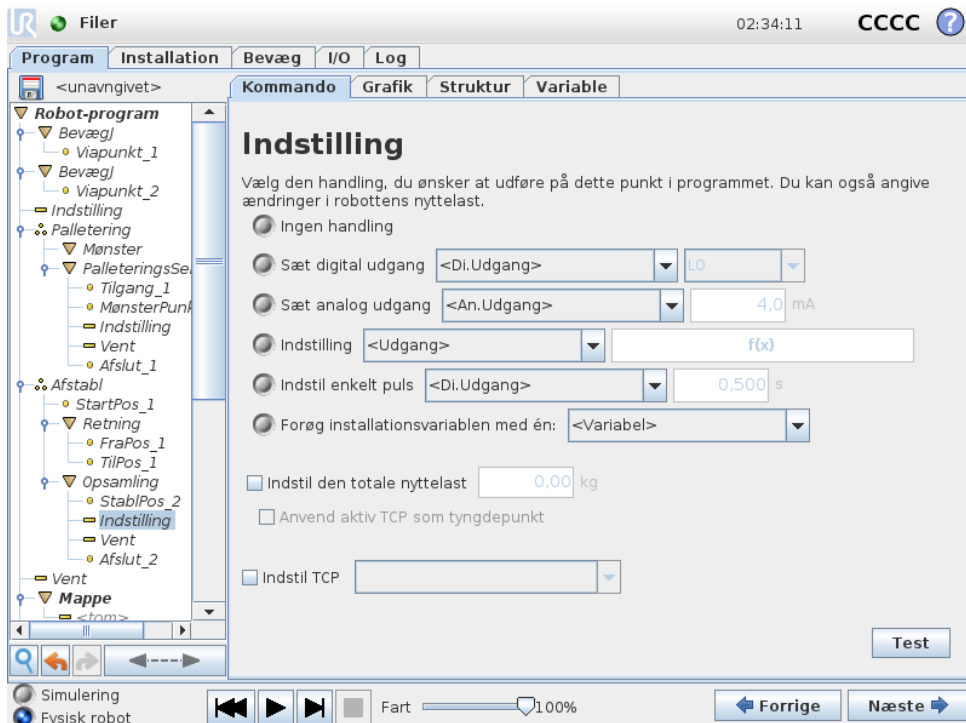 UR Filer 02:34:11 CCCC ?
Program Installation Bevæg I/O Log
<unavngivet>
Kommando Grafik Struktur Variable
Robot-program
BevægJ
Viapunkt_1
BevægJ
Viapunkt_2
Indstilling
Palletering
Mønster
PalleteringsSe
Tilgang_1
MønsterPunk
Indstilling
Vent
Afslut_1
Afstabl
StartPos_1
Retning
FraPos_1
TilPos_1
Opsamling
StablPos_2
Indstilling
Vent
Afslut_2
Vent
Mappe
<tom>
Indstilling
Vælg den handling, du ønsker at udføre på dette punkt i programmet. Du kan også angive
ændringer i robottens nyttelast.
Ingen handling
Sæt digital udgang <Di.Udgang> LO
Sæt analog udgang <An.Udgang> 4,0 mA
Indstilling <Udgang> f(x)
Indstil enkelt puls <Di.Udgang> 0,500 s
Forøg installationsvariablen med én: <Variabel>
Indstil den totale nyttelast 0,00 kg
Anvend aktiv TCP som tyngdepunkt
Indstil TCP
Test
Simulering
Fysisk robot
Fart 100%
Forrige Næste